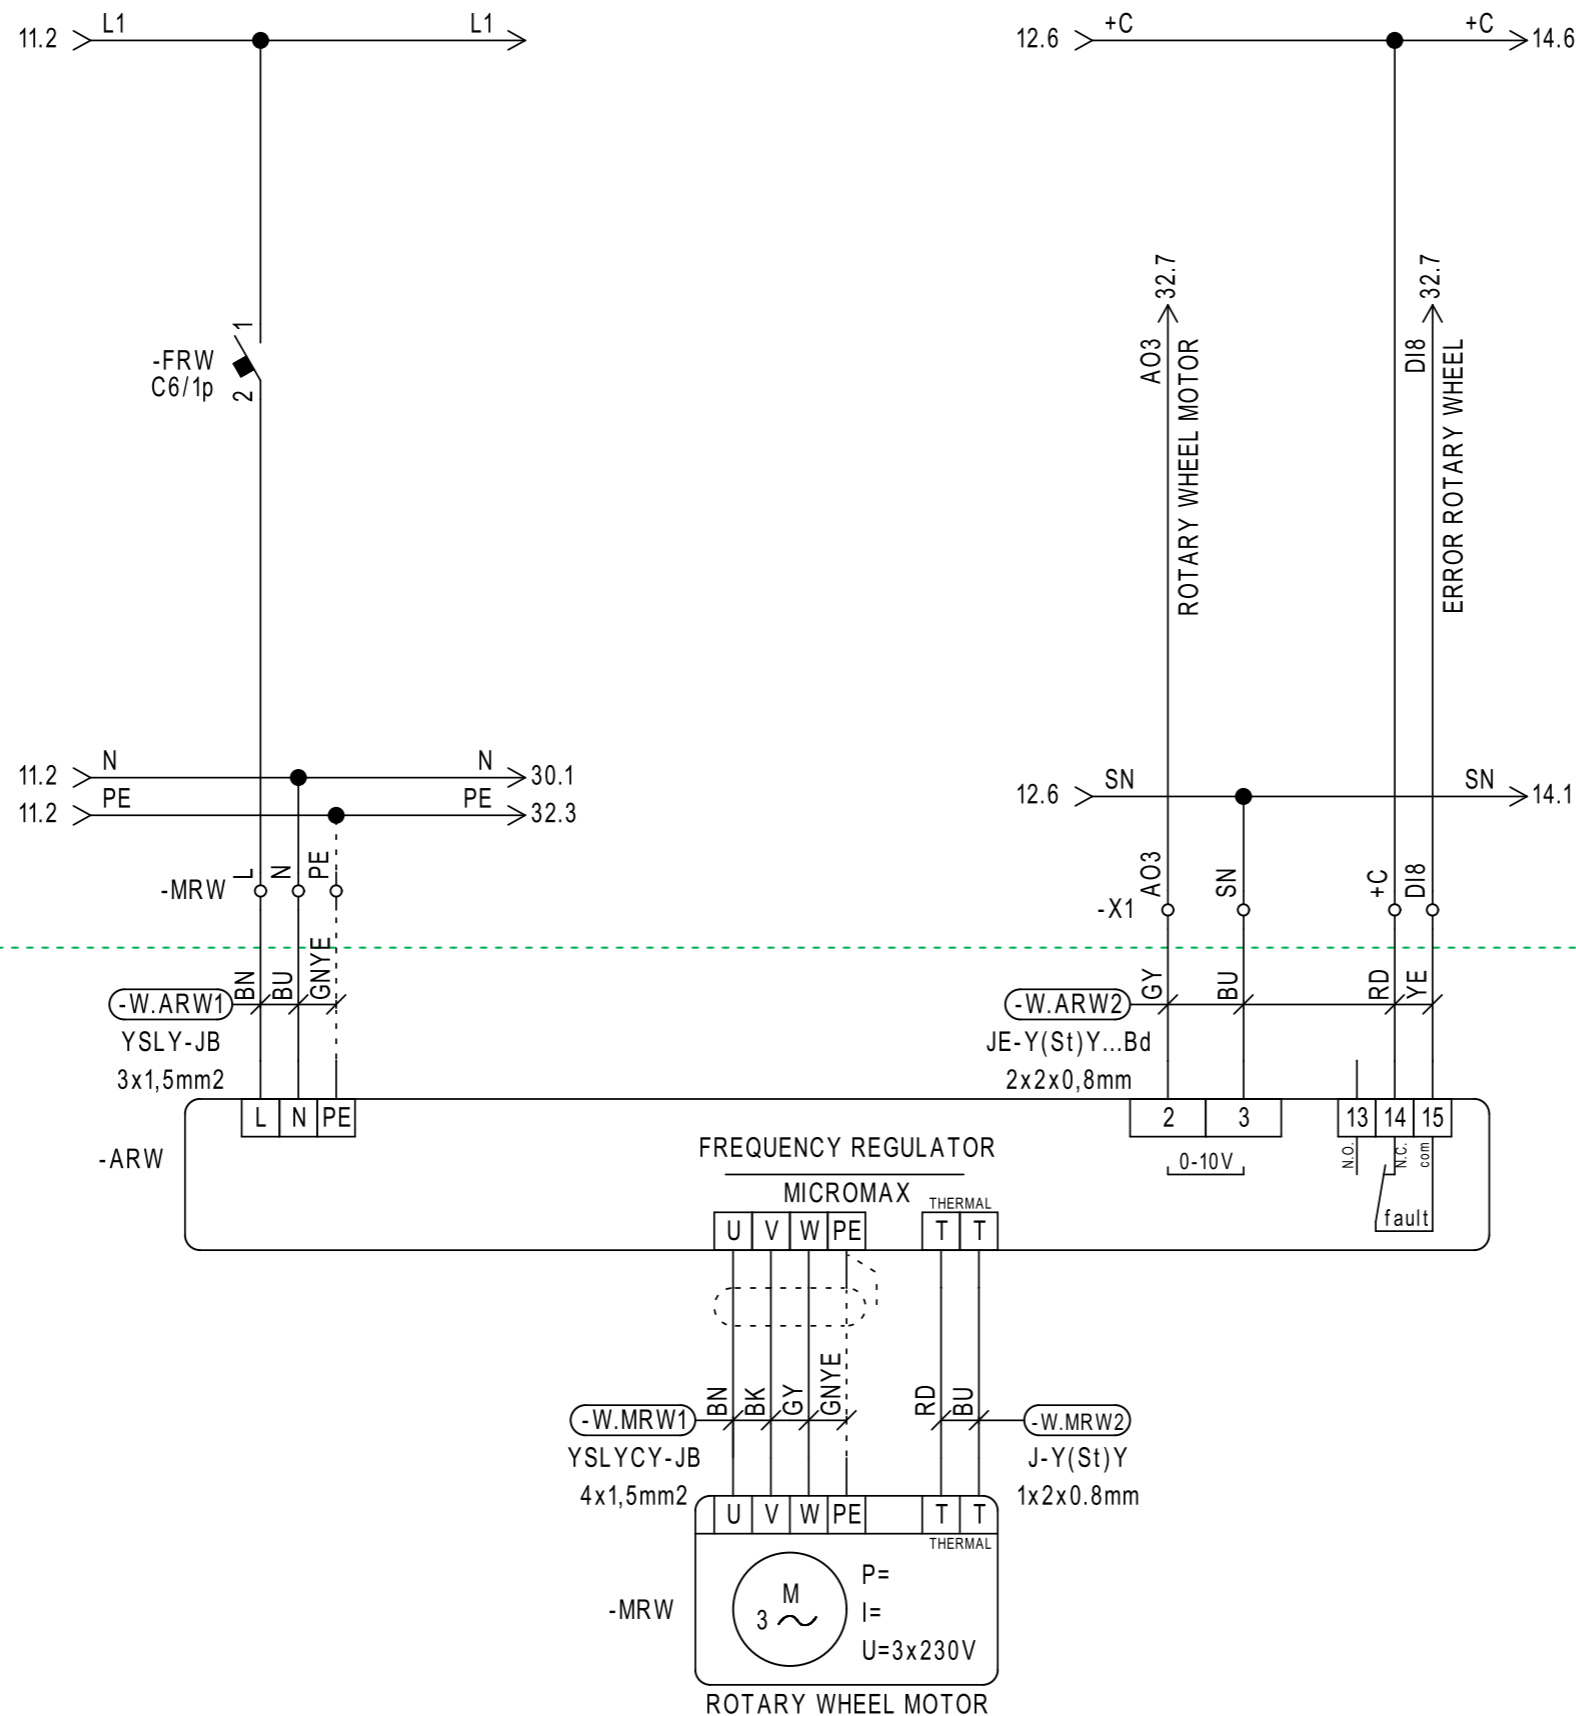 L1
L1
+C
+C
11.2
12.6
14.6
32.7
32.7
1
-FRW
C6/1p
2
AO3
ROTARY WHEEL MOTOR
DI8
ERROR ROTARY WHEEL
N
N
11.2
30.1
PE
PE
11.2
32.3
SN
SN
12.6
14.1
-MRW
L
N
PE
-X1
AO3
SN
+C
DI8
BN
BU
GNYE
GY
BU
RD
YE
-W.ARW1
YSLY-JB
3x1,5mm2
-W.ARW2
JE-Y(St)Y...Bd
2x2x0,8mm
L
N
PE
2
3
13
14
15
-ARW
FREQUENCY REGULATOR
MICROMAX
0-10V
N.O.
N.C.
com
fault
THERMAL
U
V
W
PE
T
T
BN
BK
GY
GNYE
RD
BU
-W.MRW1
YSLYCY-JB
4x1,5mm2
-W.MRW2
J-Y(St)Y
1x2x0.8mm
U
V
W
PE
T
T
THERMAL
-MRW
M
3
P=
I=
U=3x230V
ROTARY WHEEL MOTOR